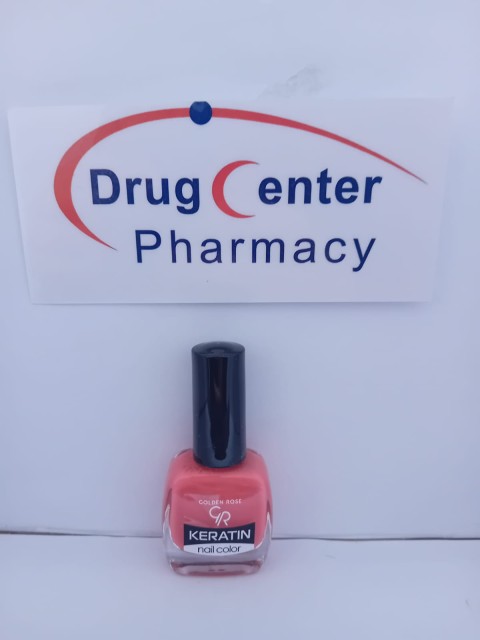 Drug Center
Pharmacy
GOLDEN ROSE
GR
KERATIN
nail color